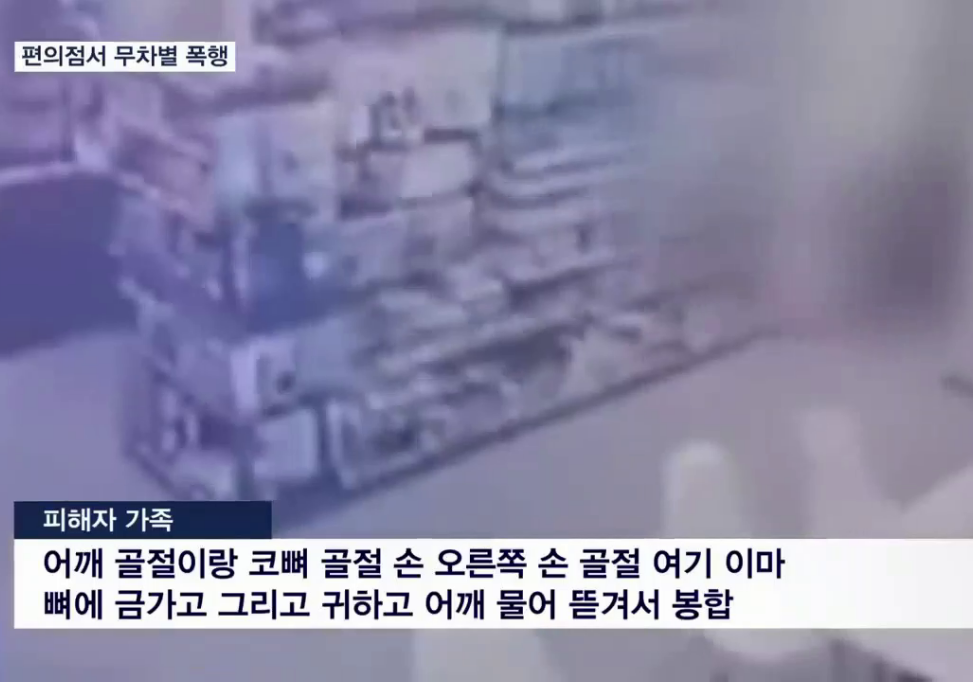 편의점서 무차별 폭행
피해자 가족
어깨 골절이랑 코뼈 골절 손 오른쪽 손 골절 여기 이마
뼈에 금가고 그리고 귀하고 어깨 물어 뜯겨서 봉합